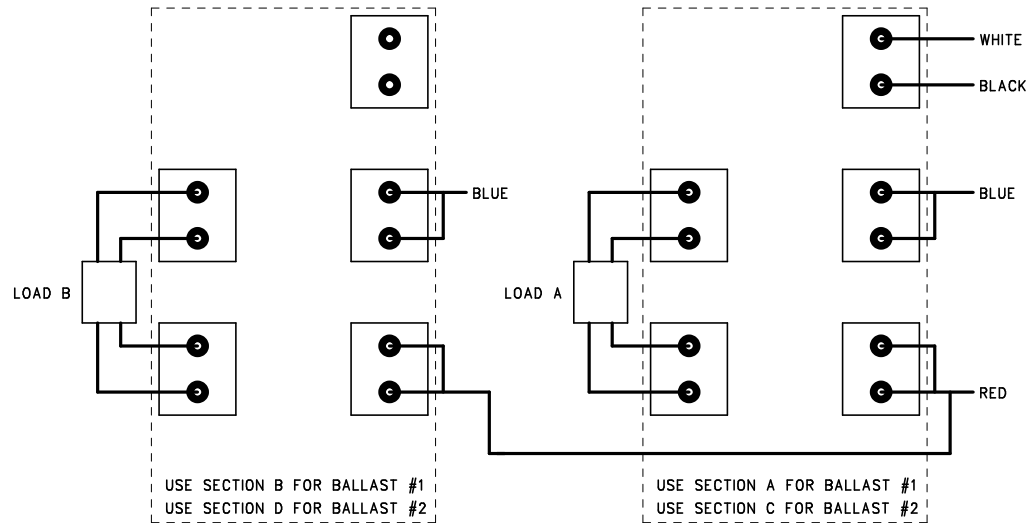 WHITE
BLACK
BLUE
BLUE
LOAD B
LOAD A
RED
USE SECTION B FOR BALLAST #1
USE SECTION D FOR BALLAST #2
USE SECTION A FOR BALLAST #1
USE SECTION C FOR BALLAST #2